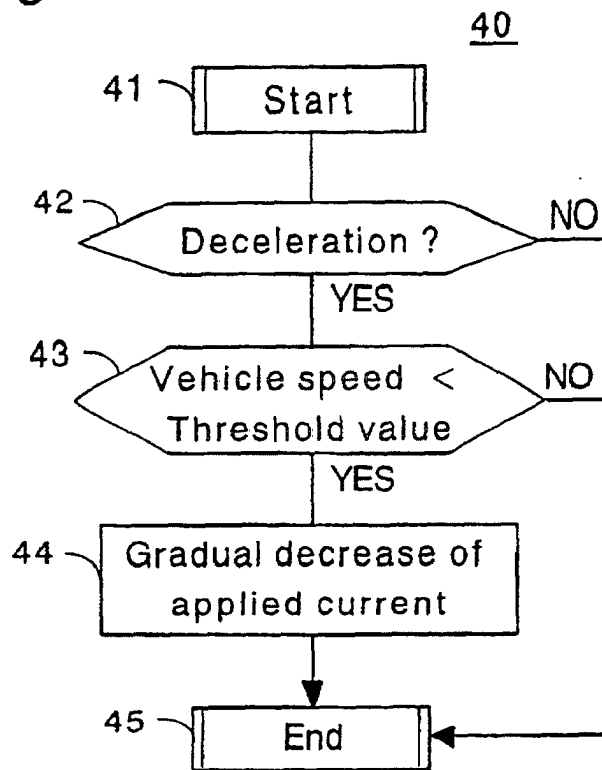 40
41
Start
42
Deceleration ?
NO
YES
43
Vehicle speed <
Threshold value
NO
YES
44
Gradual decrease of
applied current
45
End